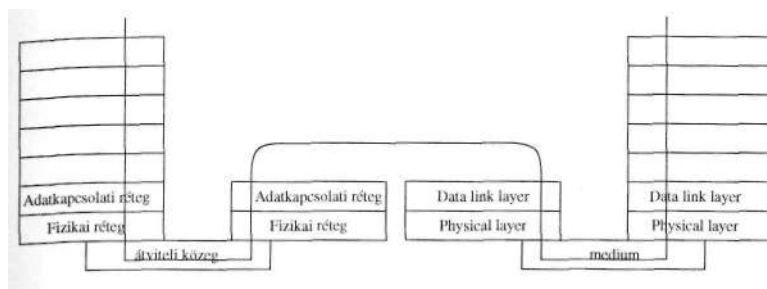 Adatkapcsolati réteg
Fizikai réteg
Adatkapcsolati réteg
Fizikai réteg
átviteli közeg
Data link layer
Physical layer
Data link layer
Physical layer
medium